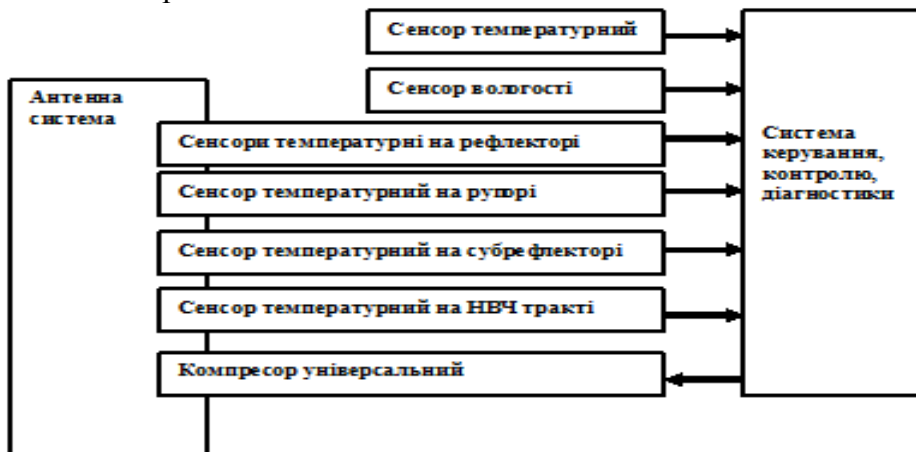 Сенсор температурний
Сенсор вологості
Антенна
система
Сенсори температурні на рефлекторі
Сенсор температурний на рупорі
Сенсор температурний на субрефлекторі
Сенсор температурний на НВЧ тракті
Компресор універсальний
Система
керування,
контролю,
діагностики